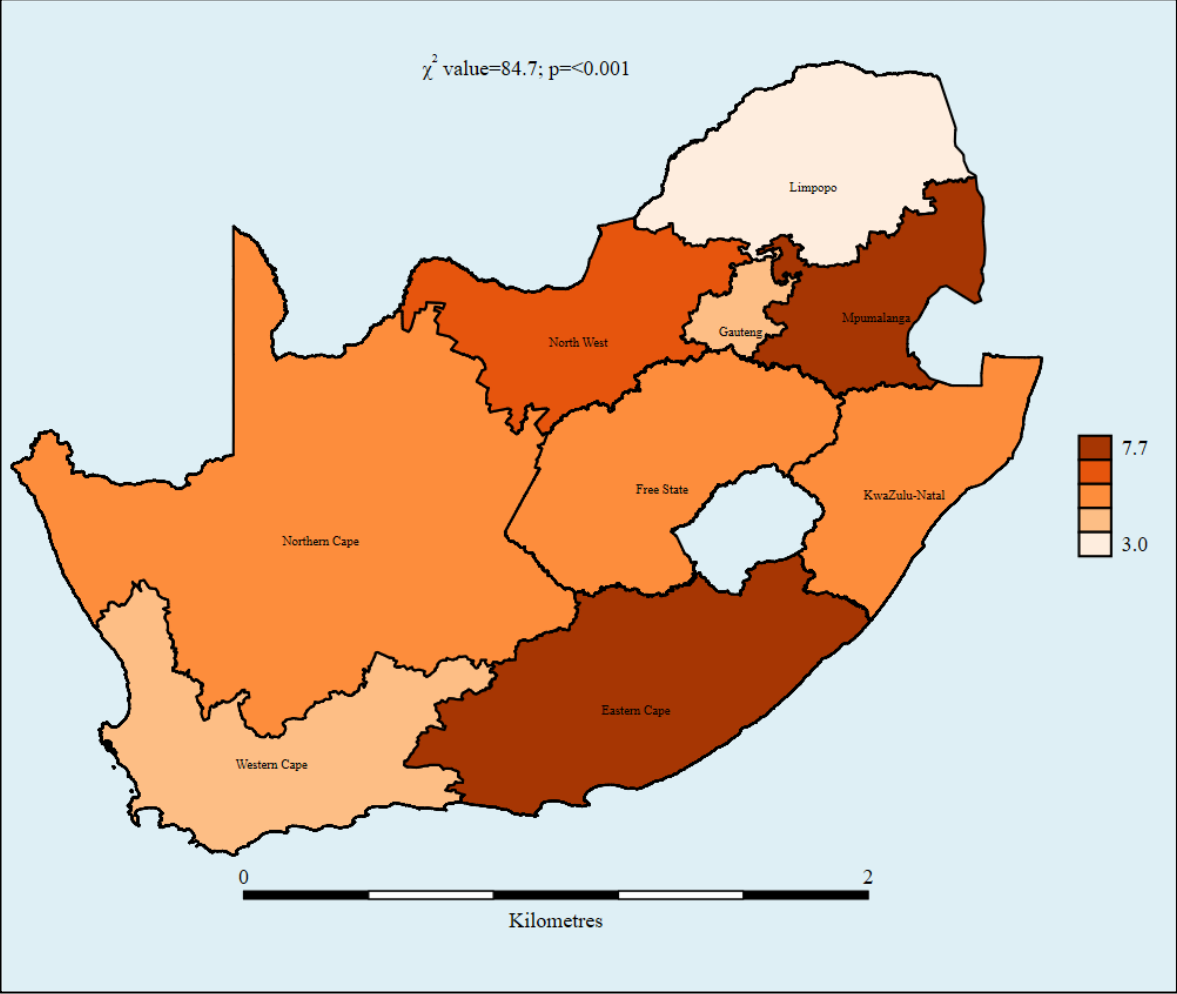 χ² value=84.7; p=<0.001
Limpopo
Mpumalanga
Gauteng
North West
7.7
Free State
KwaZulu-Natal
Northern Cape
3.0
Eastern Cape
Western Cape
0 2
Kilometres